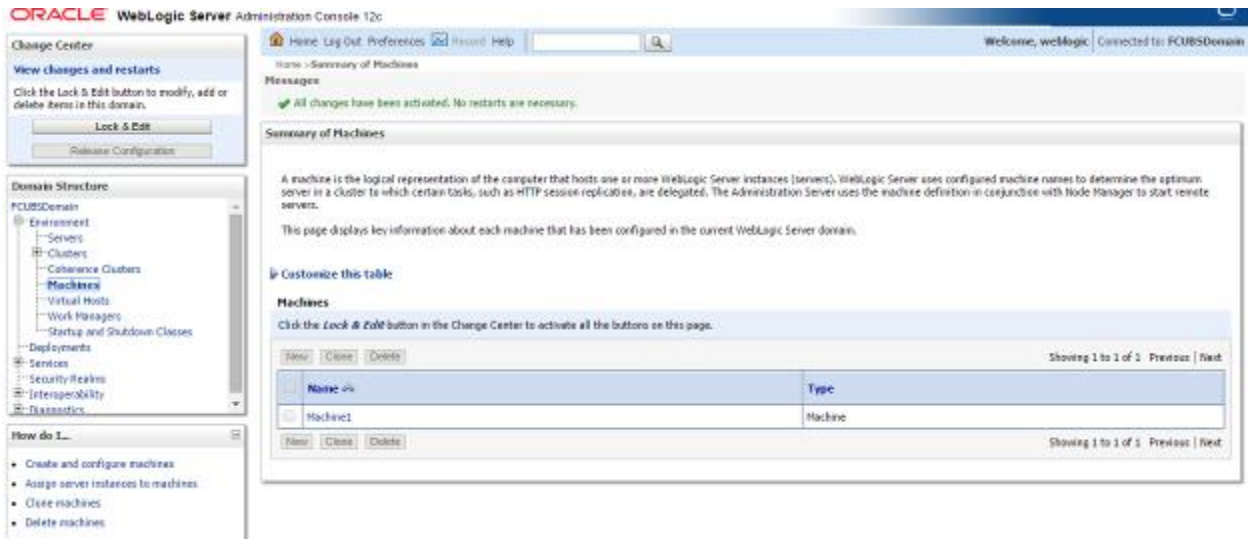 ORACLE WebLogic Server Administration Console 12c
Change Center
View changes and restarts
Click the Lock & Edit button to modify, add or
delete items in this domain.
Lock & Edit
Release Configuration
Domain Structure
FCUBSDomain
Environment
Servers
Clusters
Coherence Clusters
Machines
Virtual Hosts
Work Managers
Startup and Shutdown Classes
Deployments
Services
Security Realms
Interoperability
Diagnostics
How do I...
Create and configure machines
Assign server instances to machines
Clone machines
Delete machines
Home Log Out Preferences Record Help
Welcome, weblogic Connected to: FCUBSDomain
Home >Summary of Machines
Messages
All changes have been activated. No restarts are necessary.
Summary of Machines
A machine is the logical representation of the computer that hosts one or more WebLogic Server instances (servers). WebLogic Server uses configured machine names to determine the optimum
server in a cluster to which certain tasks, such as HTTP session replication, are delegated. The Administration Server uses the machine definition in conjunction with Node Manager to start remote
servers.
This page displays key information about each machine that has been configured in the current WebLogic Server domain.
Customize this table
Machines
Click the Lock & Edit button in the Change Center to activate all the buttons on this page.
New Clone Delete
Showing 1 to 1 of 1 Previous | Next
Name Type
Machine1 Machine
New Clone Delete
Showing 1 to 1 of 1 Previous | Next